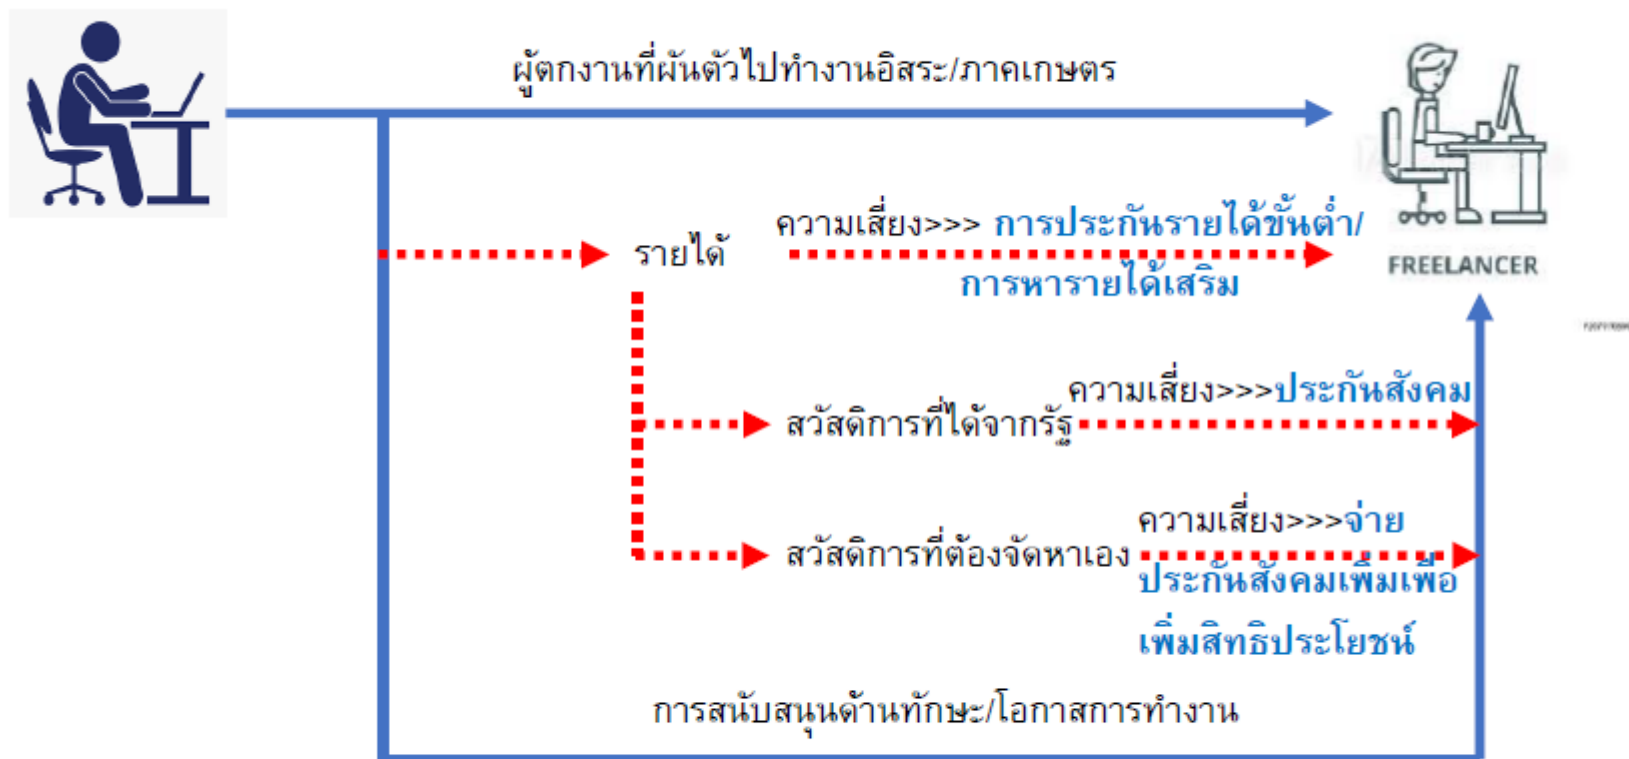 ผู้ตกงานที่ผันตัวไปทำงานอิสระ/ภาคเกษตร
รายได้
ความเสี่ยง>>> การประกันรายได้ขั้นต่ำ/
การหารายได้เสริม
FREELANCER
ความเสี่ยง>>>ประกันสังคม
สวัสดิการที่ได้จากรัฐ
ความเสี่ยง>>>จ่าย
สวัสดิการที่ต้องจัดหาเอง
ประกันสังคมเพิ่มเพื่อ
เพิ่มสิทธิประโยชน์
การสนับสนุนด้านทักษะ/โอกาสการทำงาน